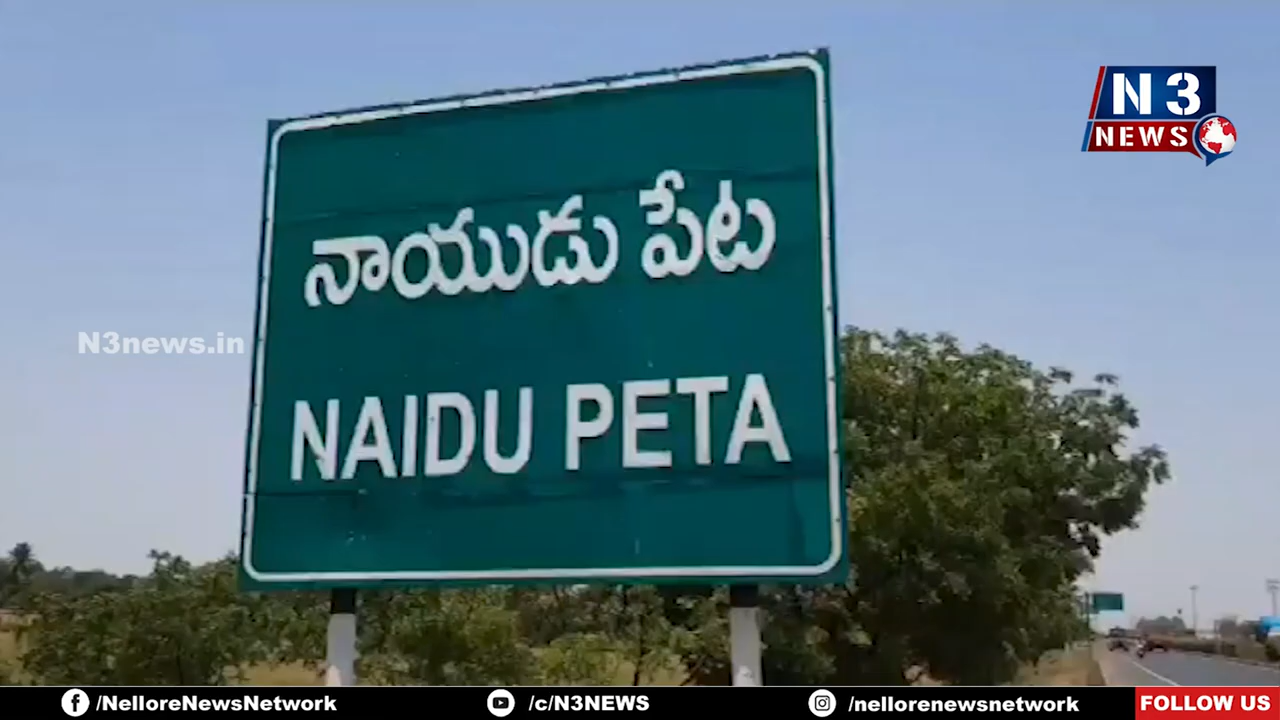 N3
NEWS
నాయుడు పేట
N3news.in
NAIDU PETA
/NelloreNewsNetwork
/c/N3NEWS
/nellorenewsnetwork
FOLLOW US